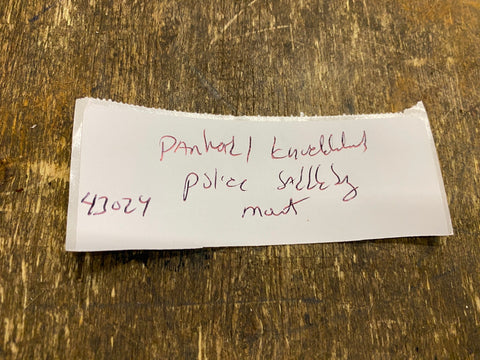 Panhead / Knucklehead
police saddlebag
43024 mount